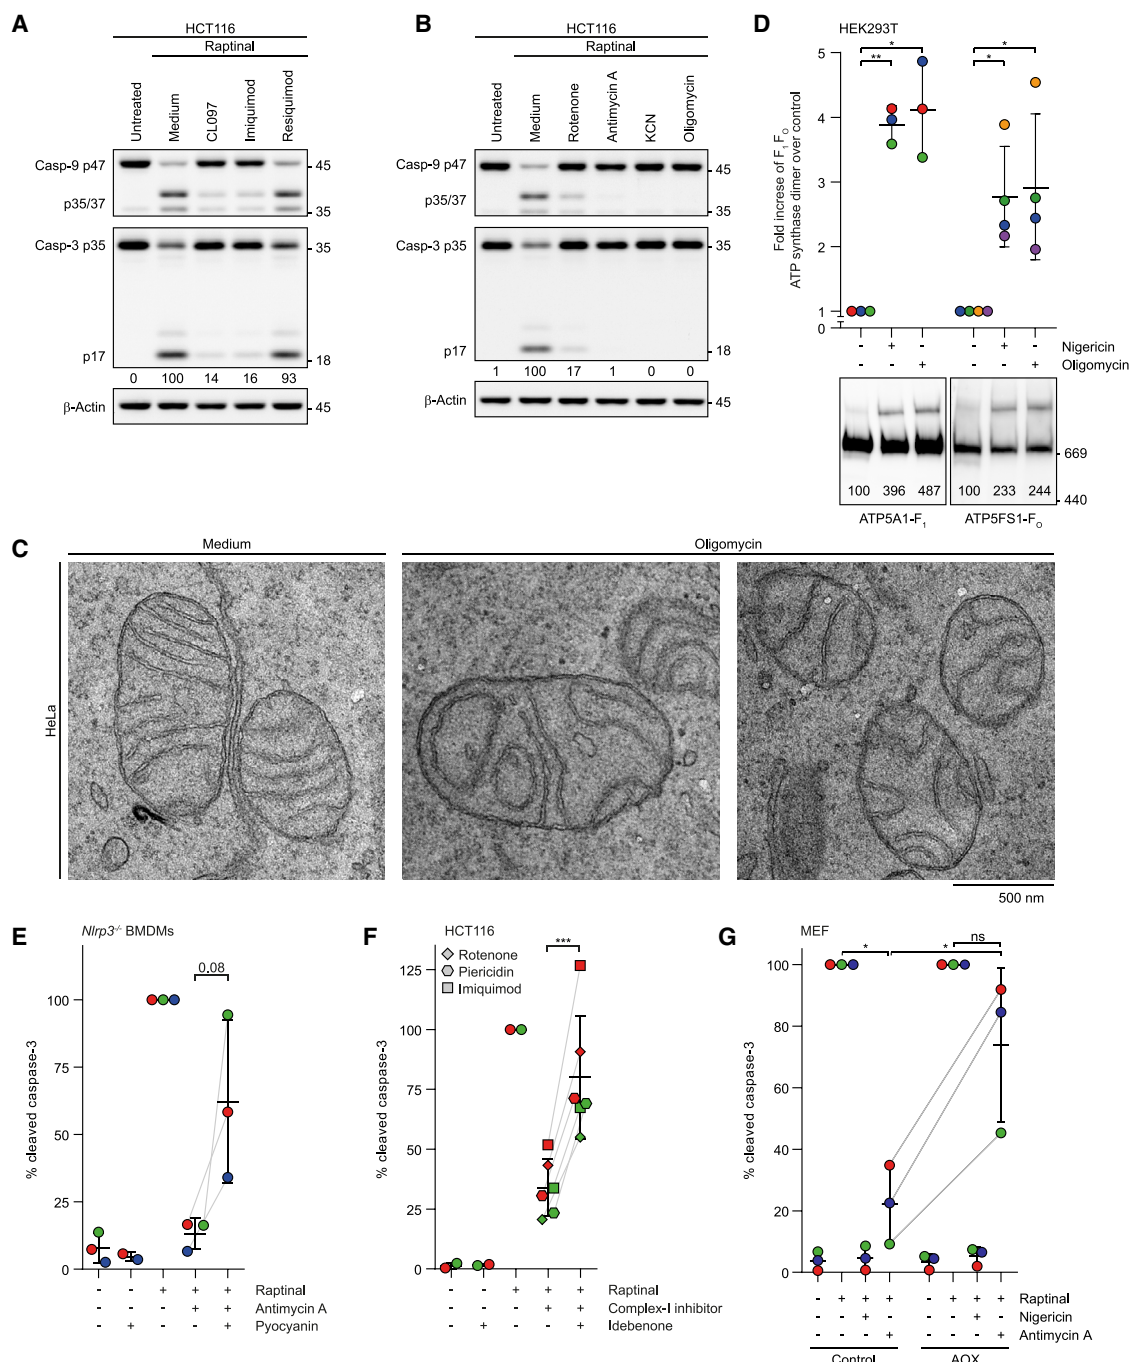 A
HCT116
Raptinal
Untreated
Medium
CL097
Imiquimod
Resiquimod
Casp-9 p47
p35/37
45
35
Casp-3 p35
p17
35
18
0 100 14 16 93
β-Actin
45
B
HCT116
Raptinal
Untreated
Medium
Rotenone
Antimycin A
KCN
Oligomycin
Casp-9 p47
p35/37
45
35
Casp-3 p35
p17
35
18
1 100 17 1 0 0
β-Actin
45
D
HEK293T
Fold increse of F1 FO
ATP synthase dimer over control
5
4
3
2
1
0
** *
* *
- + - - + - Nigericin
- - + - - + Oligomycin
100 396 487
100 233 244
669
440
ATP5A1-F1
ATP5FS1-FO
C
Medium
Oligomycin
HeLa
500 nm
E
Nlrp3-/- BMDMs
0.08
% cleaved caspase-3
100
75
50
25
0
- - + + + Raptinal
- - - + + Antimycin A
- + - - + Pyocyanin
F
HCT116
Rotenone
Piericidin
Imiquimod
***
% cleaved caspase-3
125
100
75
50
25
0
- - + + + Raptinal
- - - + + Complex-I inhibitor
- + - - + Idebenone
G
MEF
* * ns
% cleaved caspase-3
100
80
60
40
20
0
- + + + - + + + Raptinal
- - + - - - + - Nigericin
- - - + - - - + Antimycin A
Control
AOX